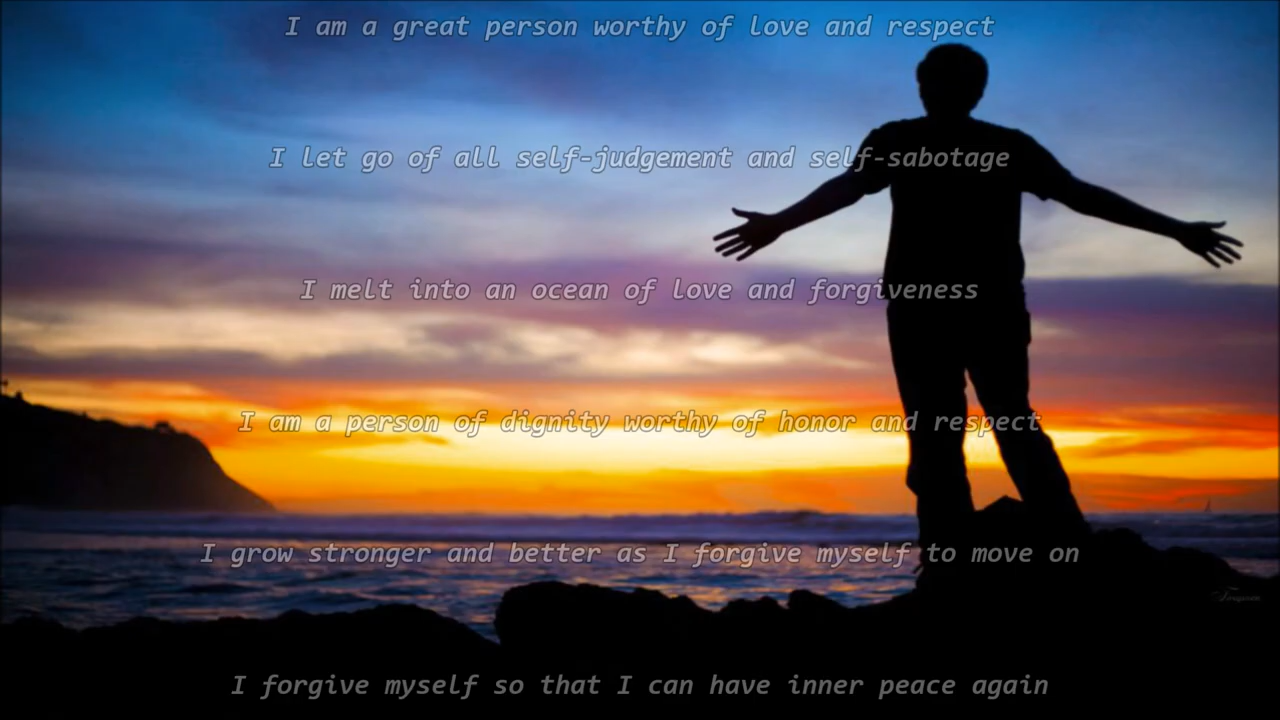 I am a great person worthy of love and respect
I let go of all self-judgement and self-sabotage
I melt into an ocean of love and forgiveness
I am a person of dignity worthy of honor and respect
I grow stronger and better as I forgive myself to move on
I forgive myself so that I can have inner peace again